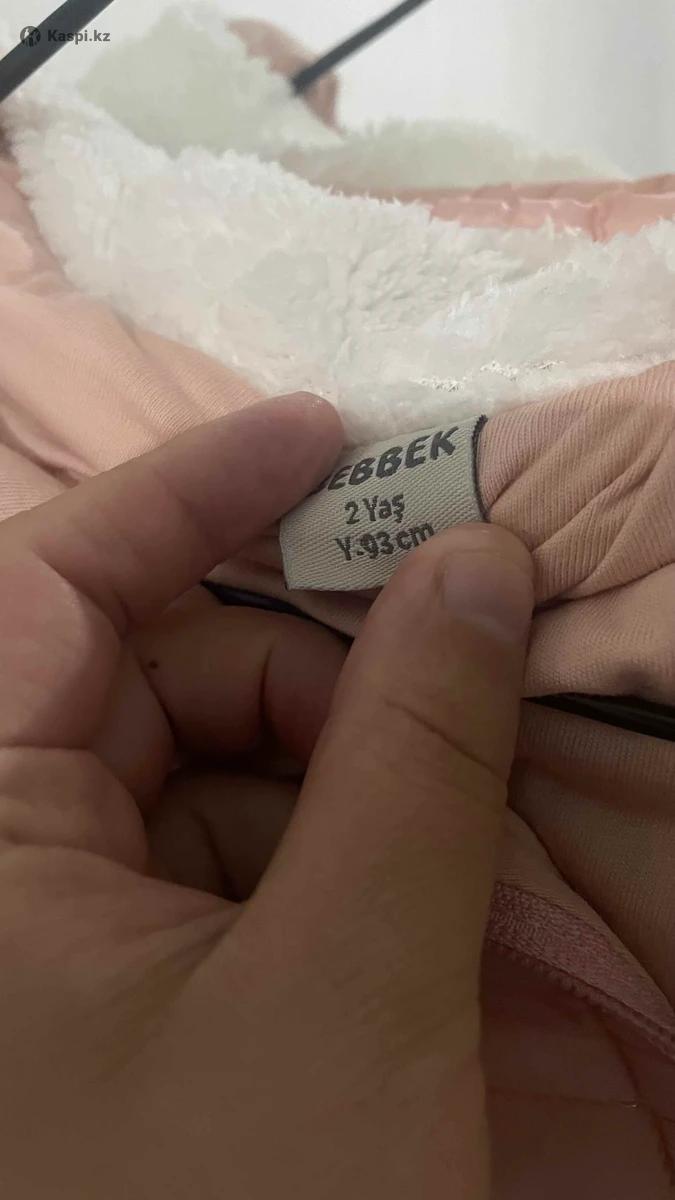 Kaspi.kz
EBBEK
2 Yaş
Y-93 cm